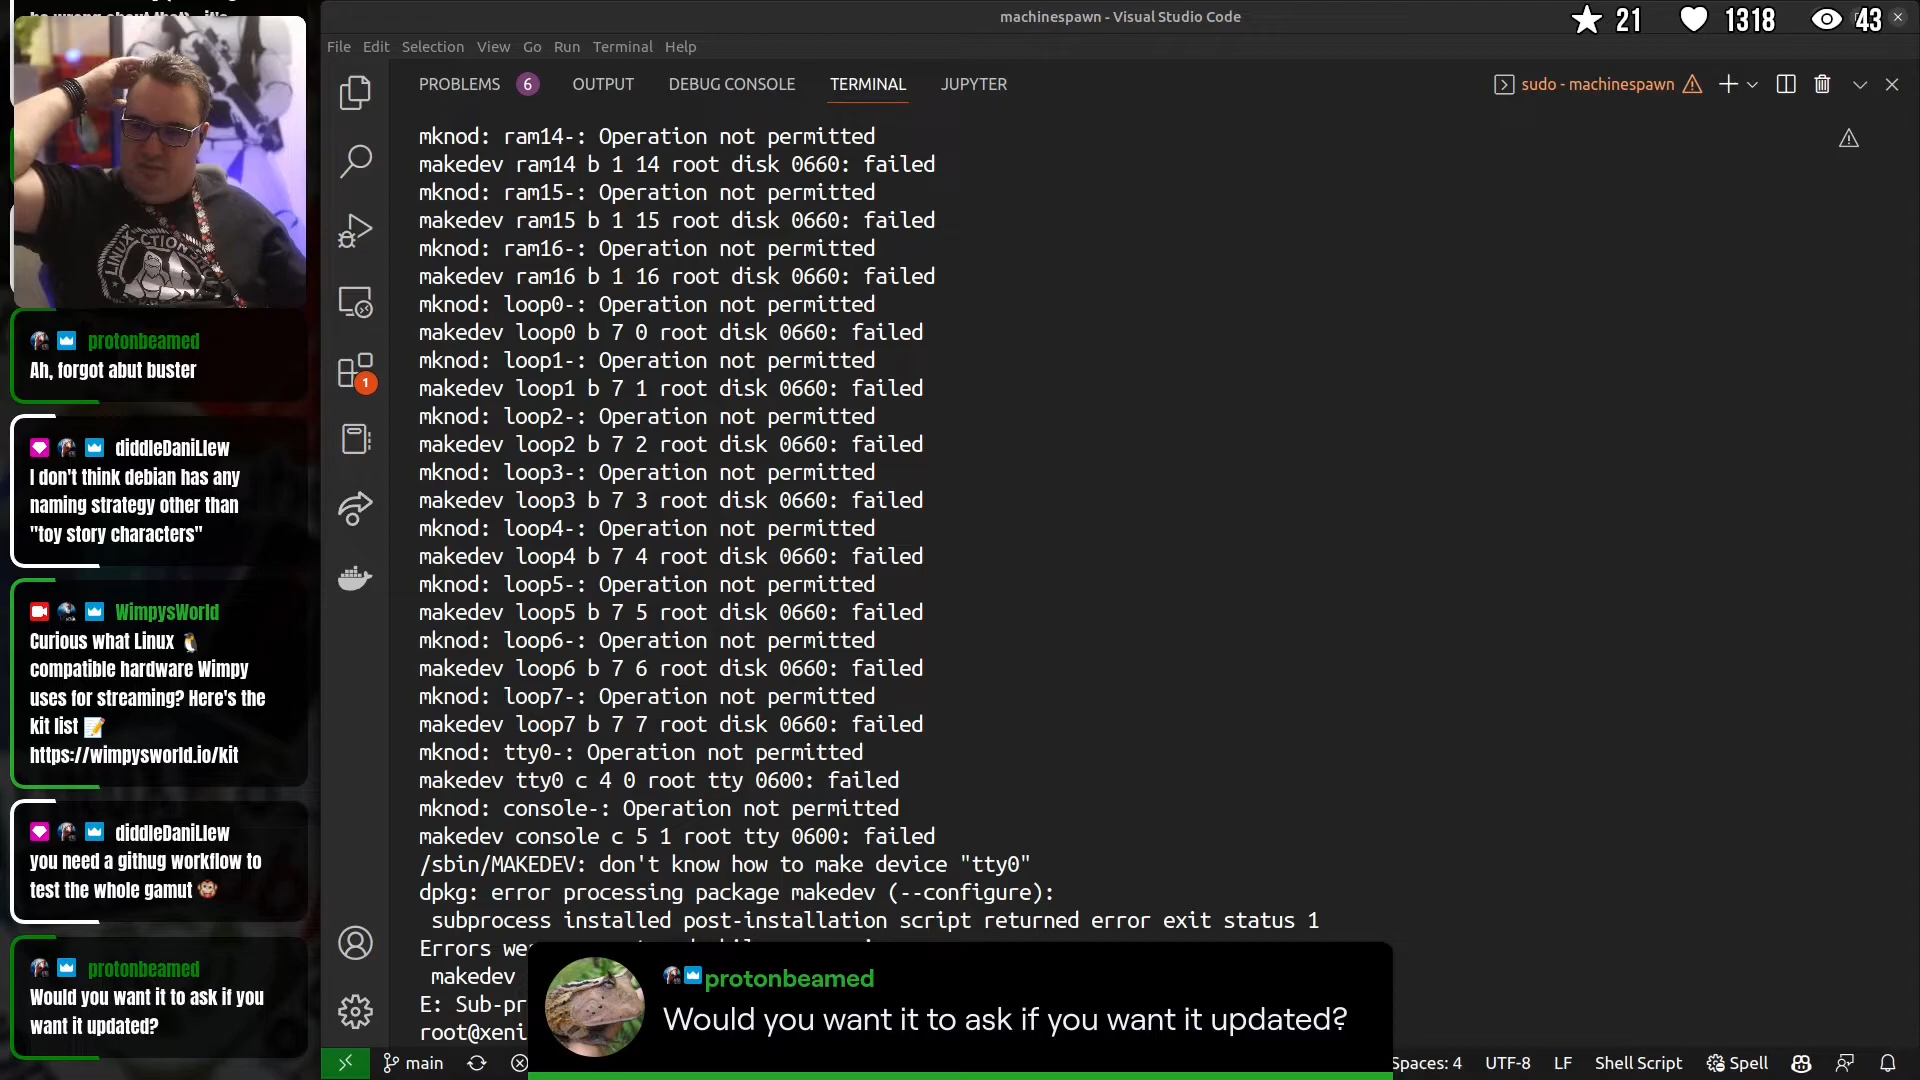 machinespawn - Visual Studio Code
21
1318
43
File Edit Selection View Go Run Terminal Help
PROBLEMS 6 OUTPUT DEBUG CONSOLE TERMINAL JUPYTER
sudo - machinespawn
mknod: ram14-: Operation not permitted
makedev ram14 b 1 14 root disk 0660: failed
mknod: ram15-: Operation not permitted
makedev ram15 b 1 15 root disk 0660: failed
mknod: ram16-: Operation not permitted
makedev ram16 b 1 16 root disk 0660: failed
mknod: loop0-: Operation not permitted
makedev loop0 b 7 0 root disk 0660: failed
mknod: loop1-: Operation not permitted
makedev loop1 b 7 1 root disk 0660: failed
mknod: loop2-: Operation not permitted
makedev loop2 b 7 2 root disk 0660: failed
mknod: loop3-: Operation not permitted
makedev loop3 b 7 3 root disk 0660: failed
mknod: loop4-: Operation not permitted
makedev loop4 b 7 4 root disk 0660: failed
mknod: loop5-: Operation not permitted
makedev loop5 b 7 5 root disk 0660: failed
mknod: loop6-: Operation not permitted
makedev loop6 b 7 6 root disk 0660: failed
mknod: loop7-: Operation not permitted
makedev loop7 b 7 7 root disk 0660: failed
mknod: tty0-: Operation not permitted
makedev tty0 c 4 0 root tty 0600: failed
mknod: console-: Operation not permitted
makedev console c 5 1 root tty 0600: failed
/sbin/MAKEDEV: don't know how to make device "tty0"
dpkg: error processing package makedev (--configure):
subprocess installed post-installation script returned error exit status 1
Errors we
makedev
E: Sub-pr
root@xeni
protonbeamed
Would you want it to ask if you want it updated?
main
Spaces: 4 UTF-8 LF Shell Script Spell
1
LINUX
protonbeamed
Ah, forgot abut buster
diddleDaniLlew
I don't think debian has any
naming strategy other than
"toy story characters"
WimpysWorld
Curious what Linux 🐧
compatible hardware Wimpy
uses for streaming? Here's the
kit list 📝
https://wimpysworld.io/kit
diddleDaniLlew
you need a githug workflow to
test the whole gamut 🐵
protonbeamed
Would you want it to ask if you
want it updated?